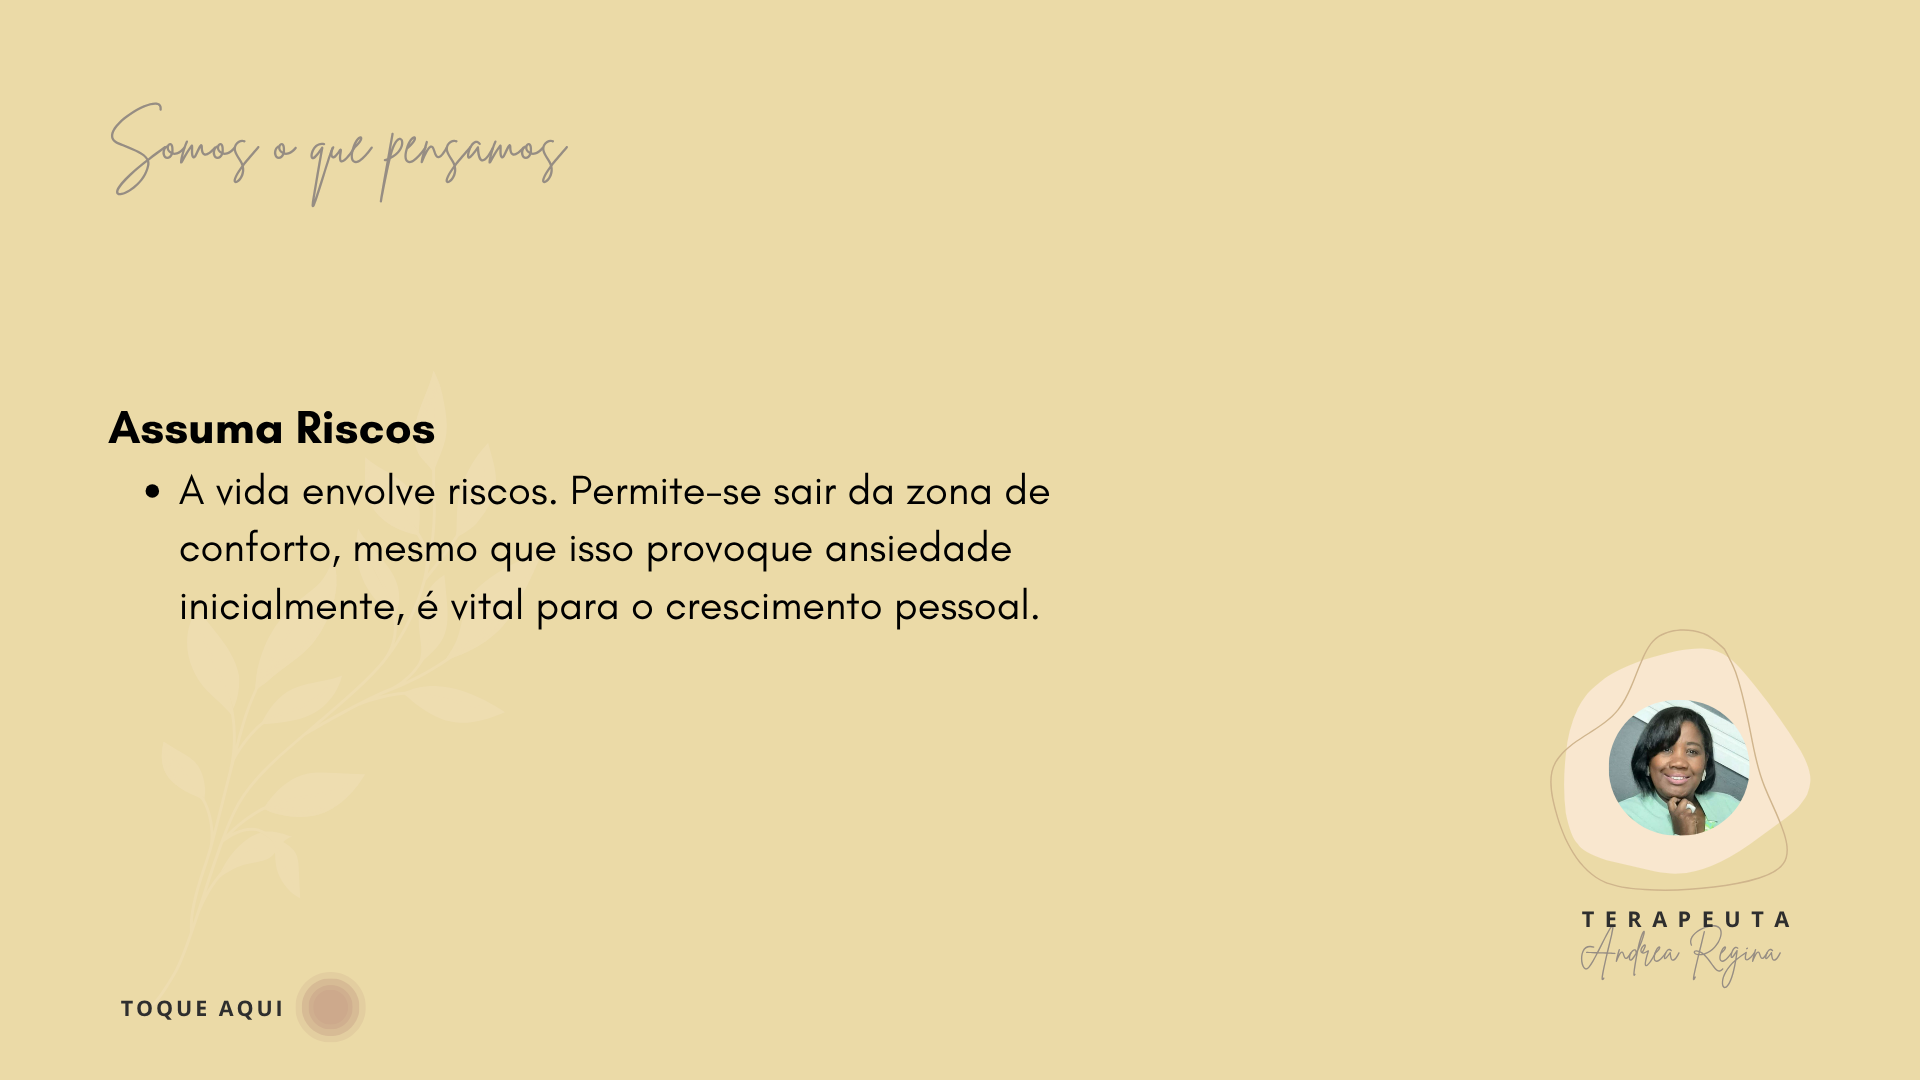 Somos o que pensamos
Assuma Riscos
• A vida envolve riscos. Permite-se sair da zona de
conforto, mesmo que isso provoque ansiedade
inicialmente, é vital para o crescimento pessoal.
TERAPEUTA
Andrea Regina
TOQUE AQUI